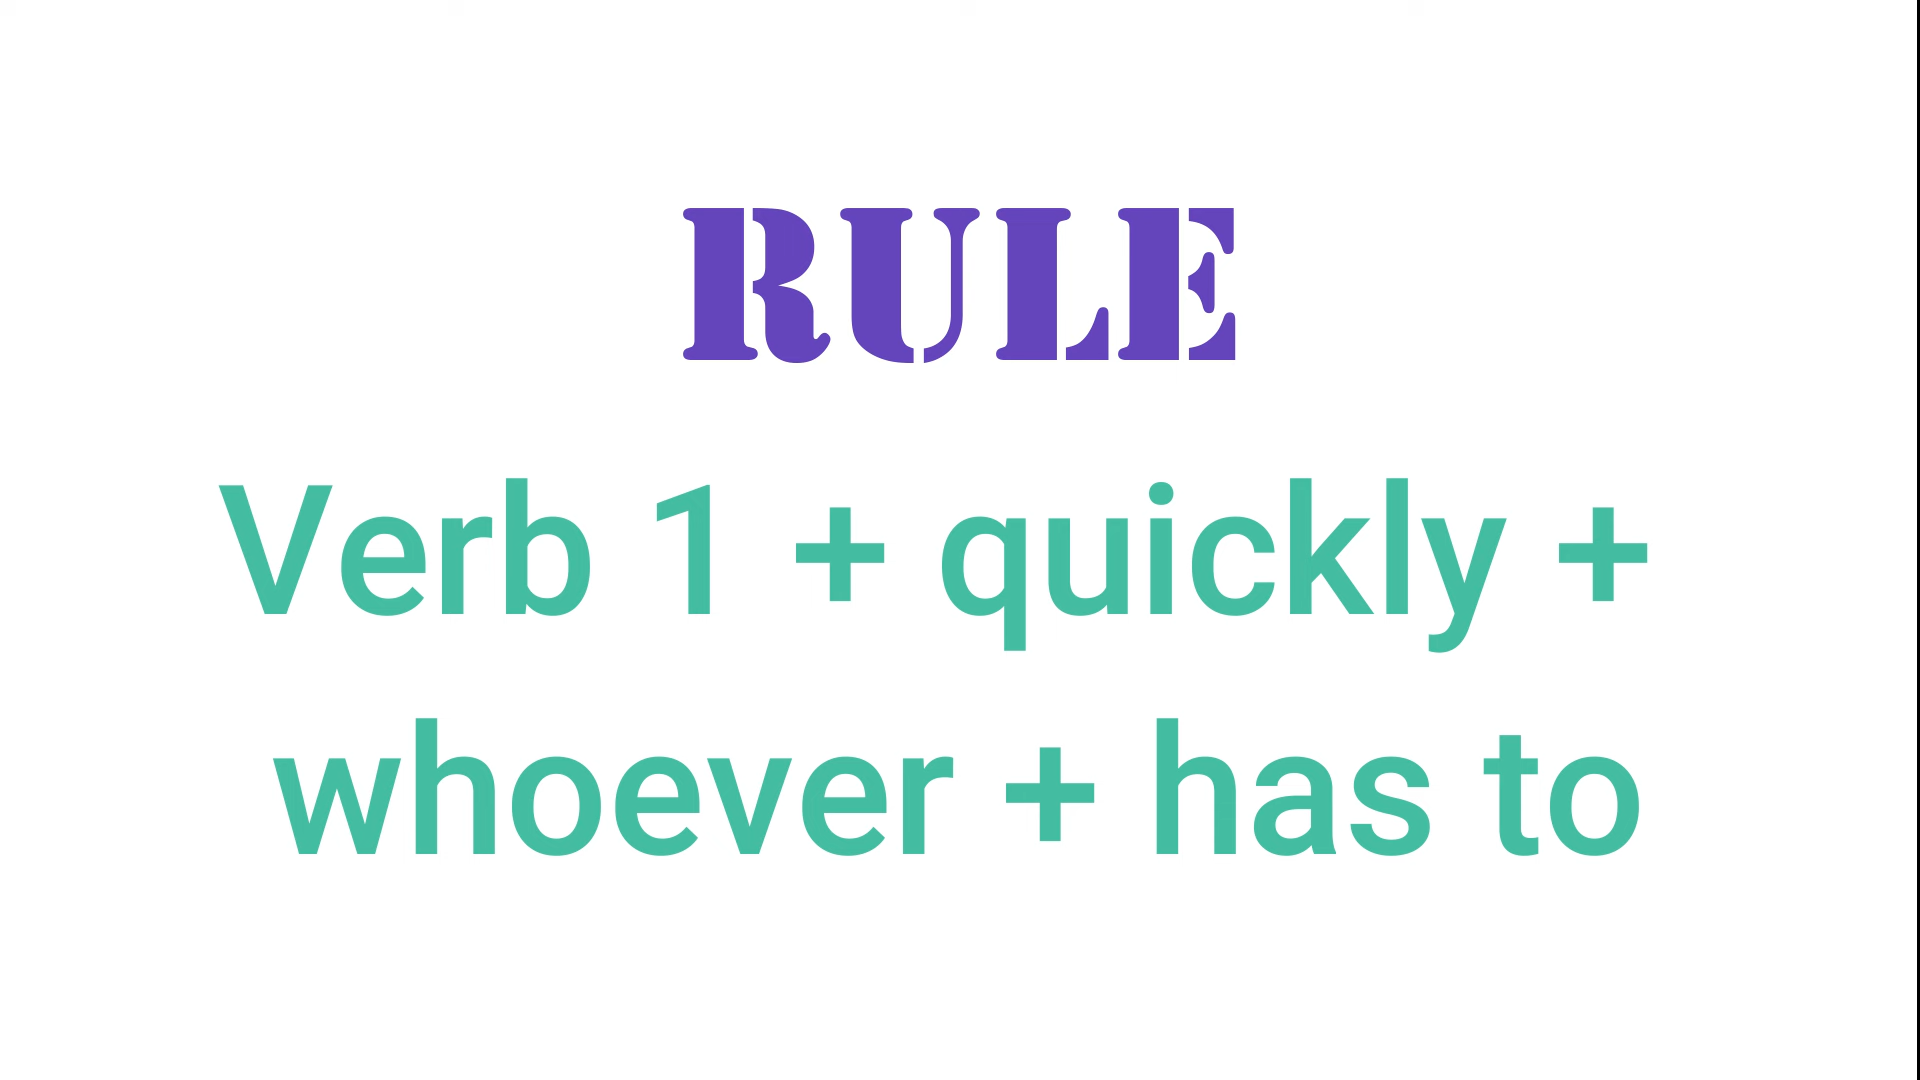 RULE
Verb 1 + quickly +
whoever + has to